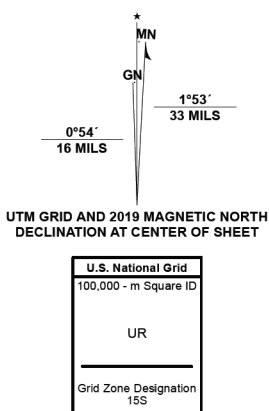 ★
MN
GN
1°53´
33 MILS
0°54´
16 MILS
UTM GRID AND 2019 MAGNETIC NORTH
DECLINATION AT CENTER OF SHEET
U.S. National Grid
100,000 - m Square ID
UR
Grid Zone Designation
15S